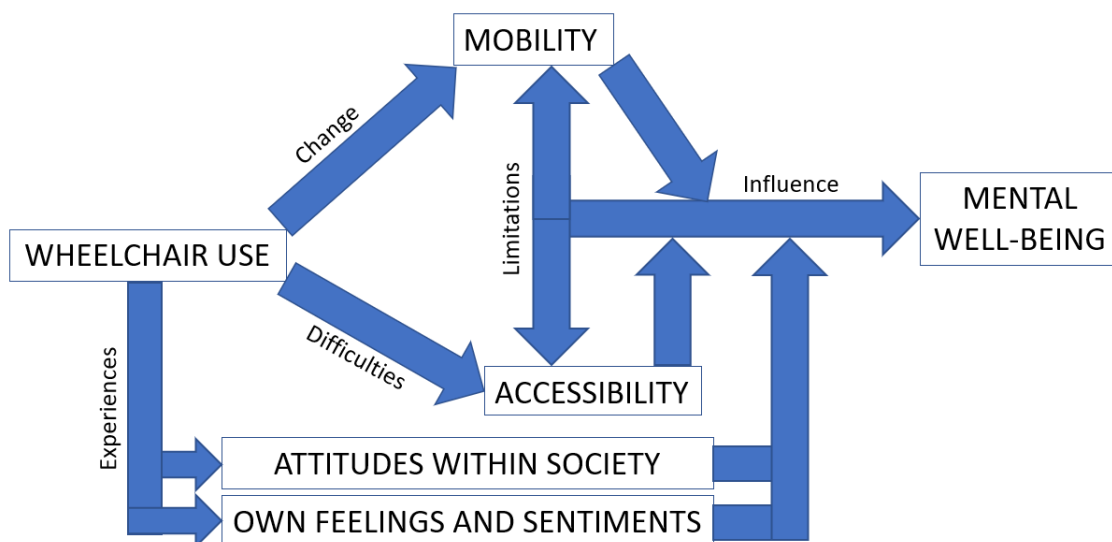 MOBILITY
Change
Limitations
Influence
MENTAL
WELL-BEING
WHEELCHAIR USE
Difficulties
Experiences
ACCESSIBILITY
ATTITUDES WITHIN SOCIETY
OWN FEELINGS AND SENTIMENTS